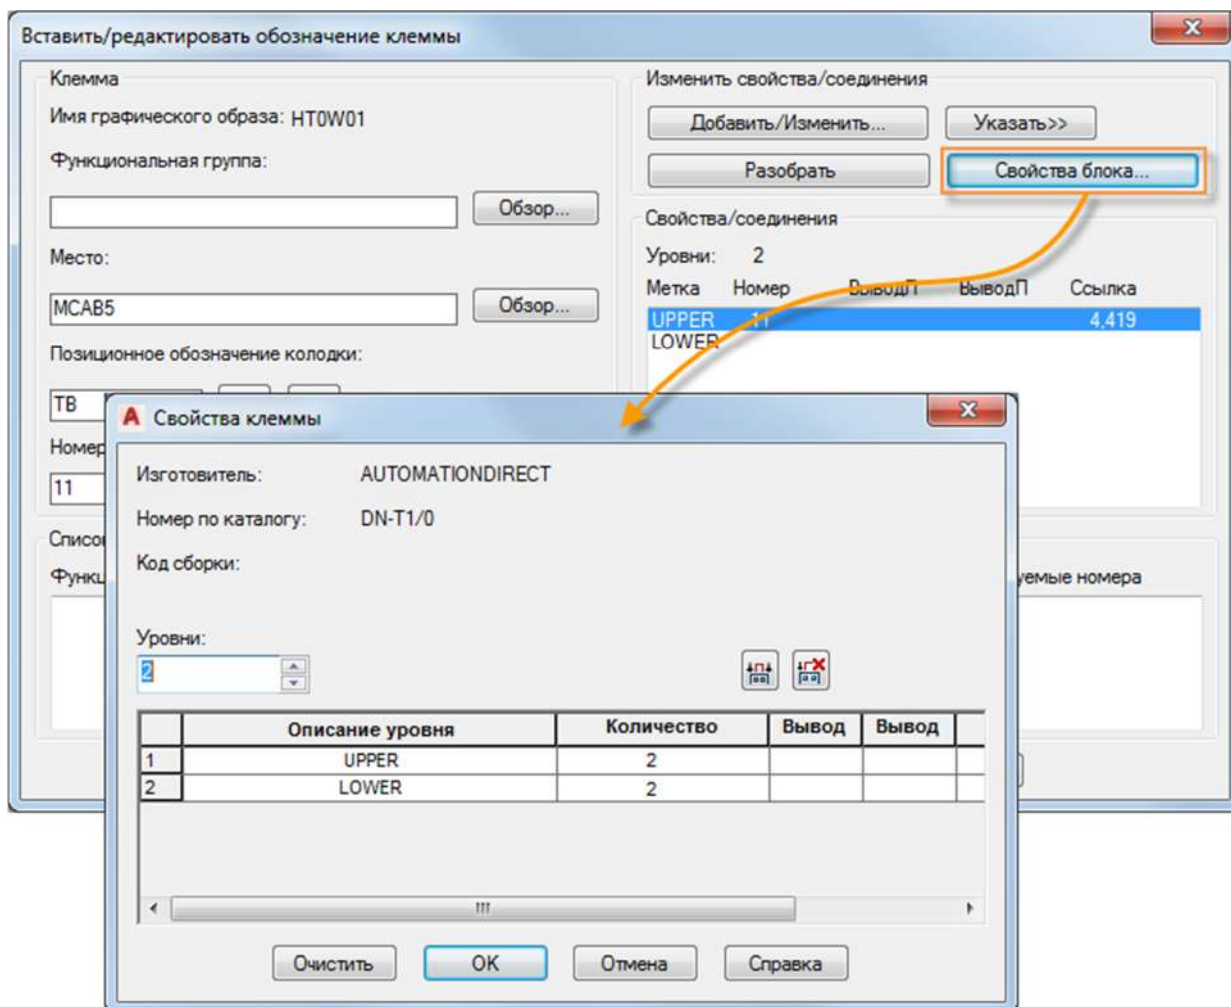 Вставить/редактировать обозначение клеммы
Клемма
Имя графического образа: HT0W01
Функциональная группа:
Обзор...
Место:
MCAB5
Обзор...
Позиционное обозначение колодки:
TB
Номер
11
Списо
Функц
Изменить свойства/соединения
Добавить/Изменить... Указать>>
Разобрать Свойства блока...
Свойства/соединения
Уровни: 2
Метка Номер ВыводП ВыводП Ссылка
UPPER 11 4,419
LOWER
уемые номера
Свойства клеммы
Изготовитель: AUTOMATIONDIRECT
Номер по каталогу: DN-T1/0
Код сборки:
Уровни:
2
Описание уровня Количество Вывод Вывод
1 UPPER 2
2 LOWER 2
Очистить OK Отмена Справка